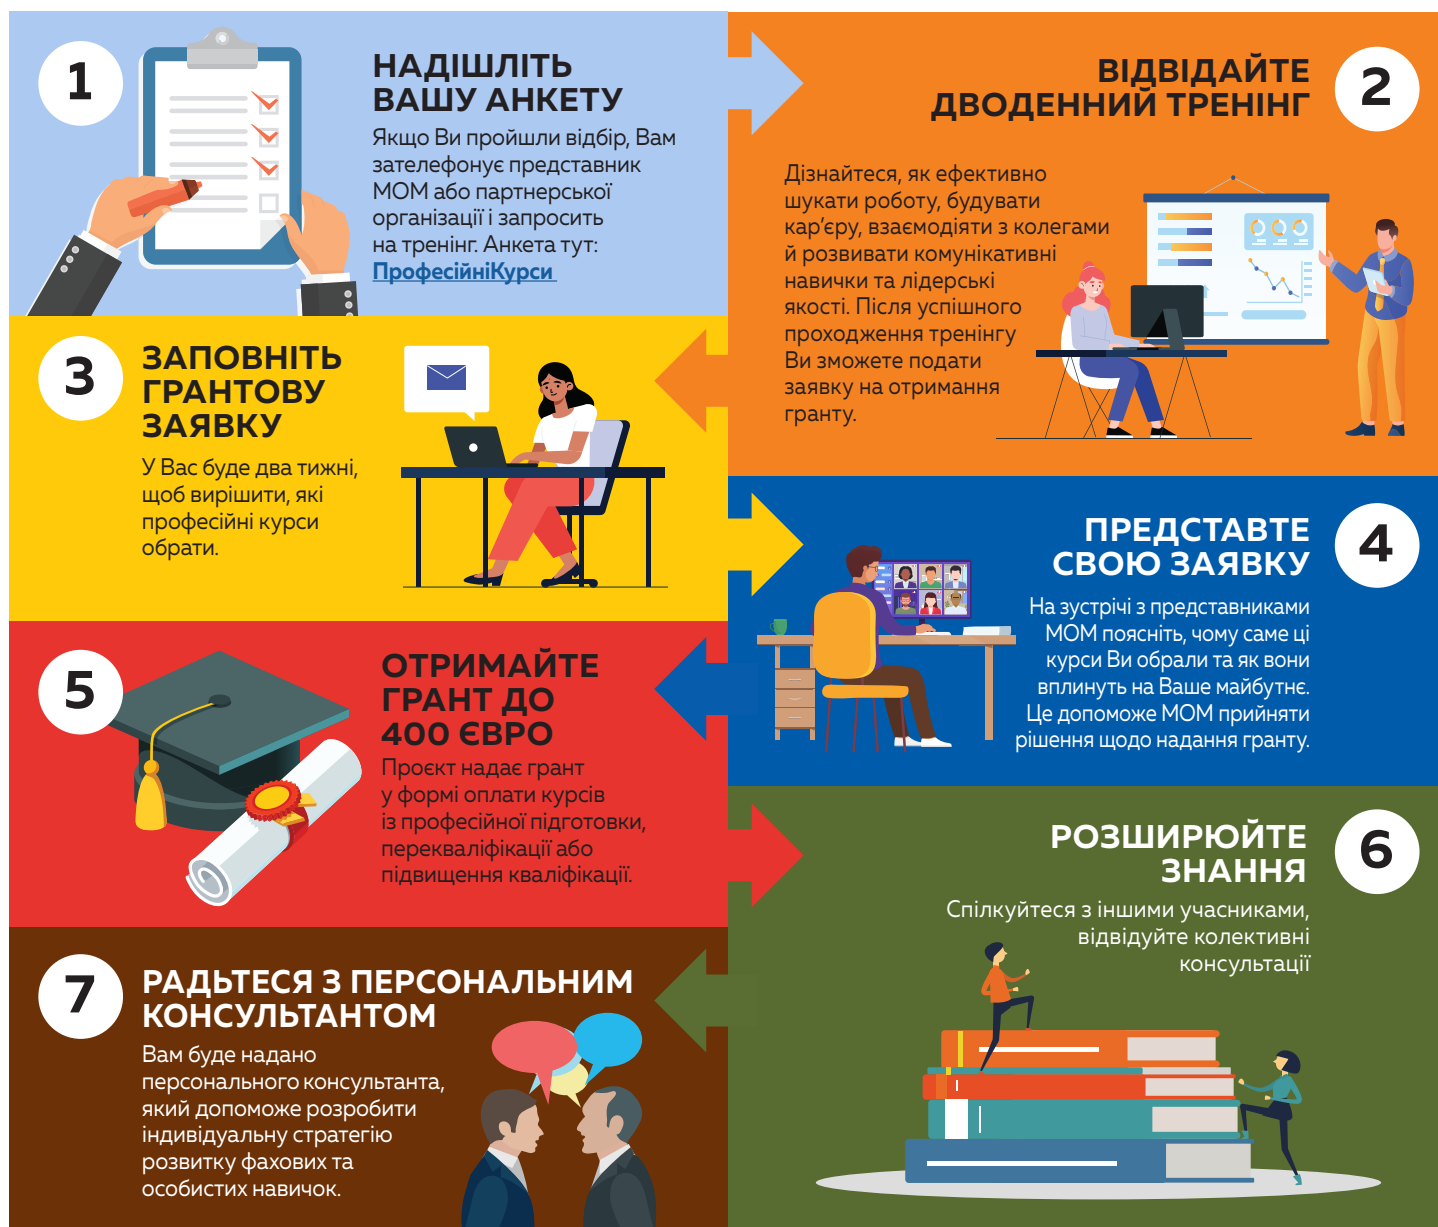 1
НАДІШЛІТЬ
ВАШУ АНКЕТУ
Якщо Ви пройшли відбір, Вам
зателефонує представник
МОМ або партнерської
організації і запросить
на тренінг. Анкета тут:
ПрофесійніКурси
2
ВІДВІДАЙТЕ
ДВОДЕННИЙ ТРЕНІНГ
Дізнайтеся, як ефективно
шукати роботу, будувати
кар’єру, взаємодіяти з колегами
й розвивати комунікативні
навички та лідерські
якості. Після успішного
проходження тренінгу
Ви зможете подати
заявку на отримання
гранту.
3
ЗАПОВНІТЬ
ГРАНТОВУ
ЗАЯВКУ
У Вас буде два тижні,
щоб вирішити, які
професійні курси
обрати.
4
ПРЕДСТАВТЕ
СВОЮ ЗАЯВКУ
На зустрічі з представниками
МОМ поясніть, чому саме ці
курси Ви обрали та як вони
вплинуть на Ваше майбутнє.
Це допоможе МОМ прийняти
рішення щодо надання гранту.
5
ОТРИМАЙТЕ
ГРАНТ ДО
400 ЄВРО
Проєкт надає грант
у формі оплати курсів
із професійної підготовки,
перекваліфікації або
підвищення кваліфікації.
6
РОЗШИРЮЙТЕ
ЗНАННЯ
Спілкуйтеся з іншими учасниками,
відвідуйте колективні
консультації
7
РАДЬТЕСЯ З ПЕРСОНАЛЬНИМ
КОНСУЛЬТАНТОМ
Вам буде надано
персонального консультанта,
який допоможе розробити
індивідуальну стратегію
розвитку фахових та
особистих навичок.